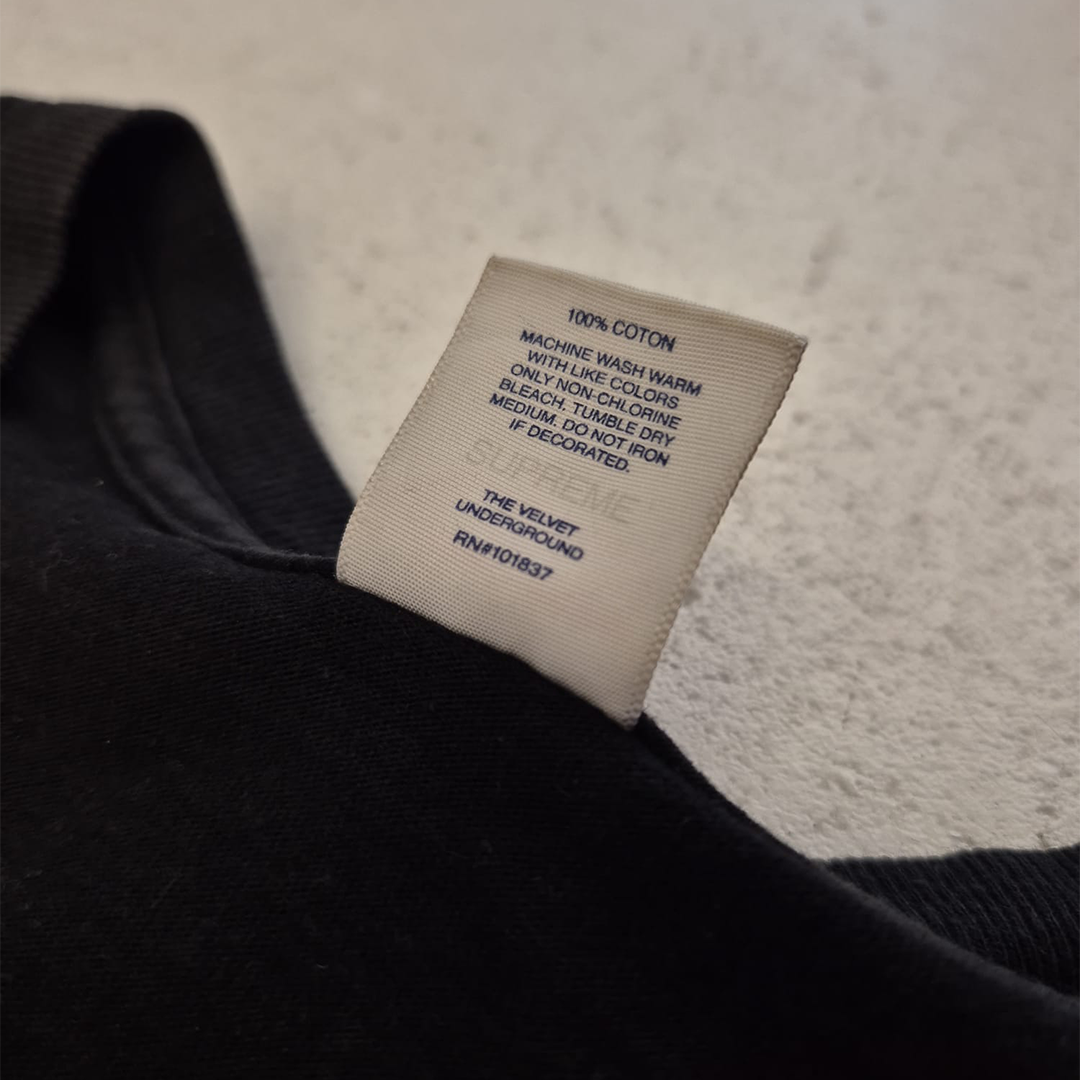 100% COTON
MACHINE WASH WARM
WITH LIKE COLORS
ONLY NON-CHLORINE
BLEACH. TUMBLE DRY
MEDIUM. DO NOT IRON
IF DECORATED.
SUPREME
THE VELVET
UNDERGROUND
RN#101837